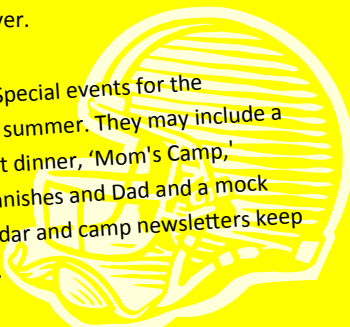 ver.
Special events for the
summer. They may include a
t dinner, ‘Mom's Camp,'
anishes and Dad and a mock
dar and camp newsletters keep
.